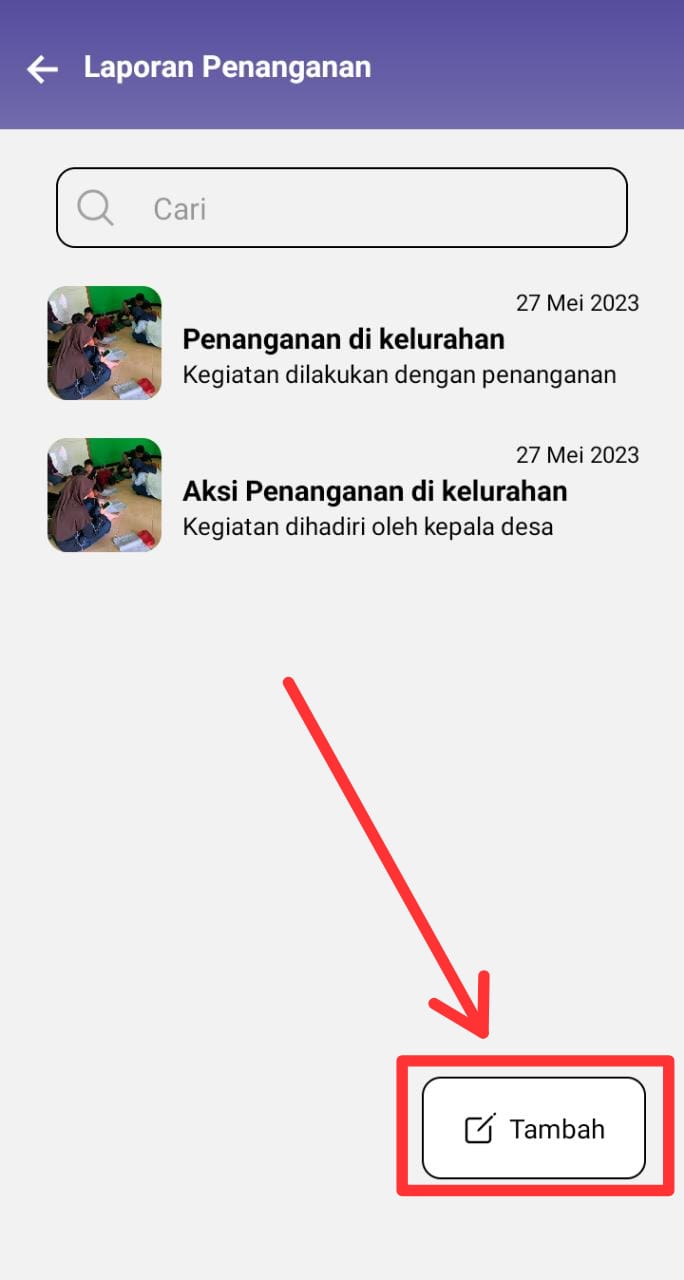 Laporan Penanganan
Cari
27 Mei 2023
Penanganan di kelurahan
Kegiatan dilakukan dengan penanganan
27 Mei 2023
Aksi Penanganan di kelurahan
Kegiatan dihadiri oleh kepala desa
Tambah